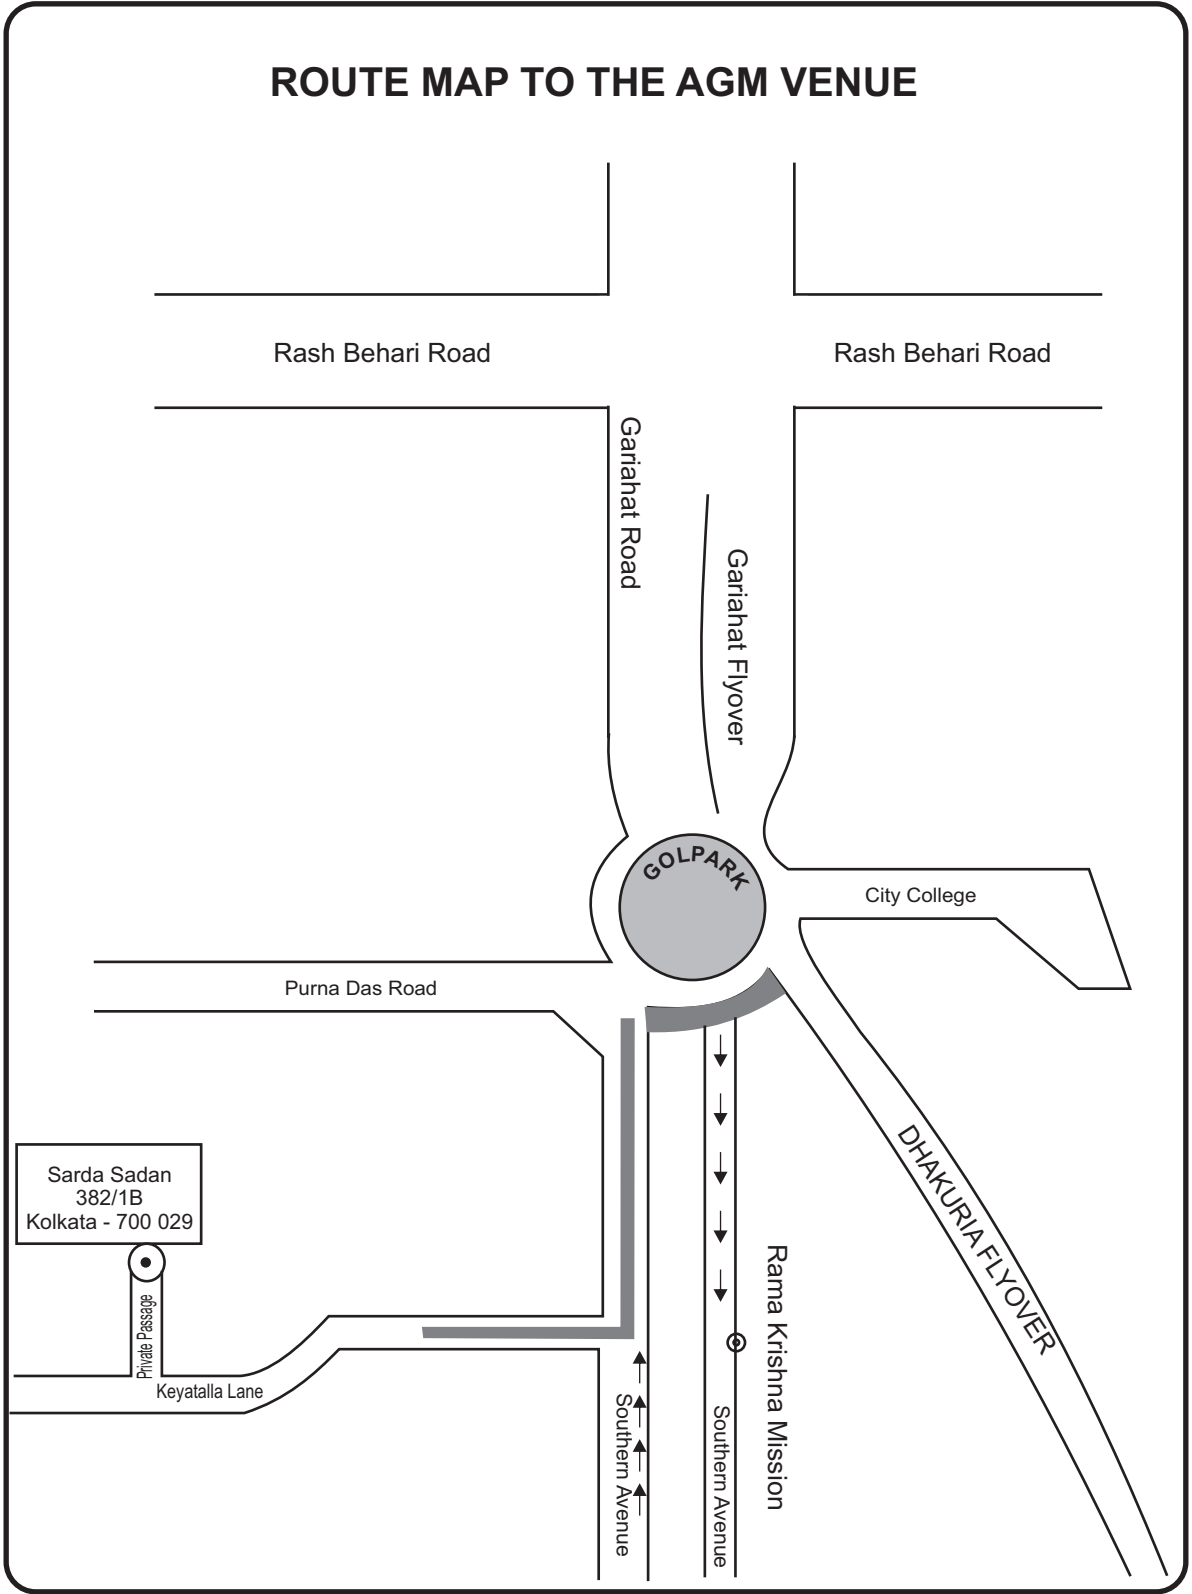 ROUTE MAP TO THE AGM VENUE
Rash Behari Road
Rash Behari Road
Gariahat Road
Gariahat Flyover
GOLPARK
City College
Purna Das Road
DHAKURIA FLYOVER
Sarda Sadan
382/1B
Kolkata - 700 029
Private Passage
Keyatalla Lane
Rama Krishna Mission
Southern Avenue
Southern Avenue